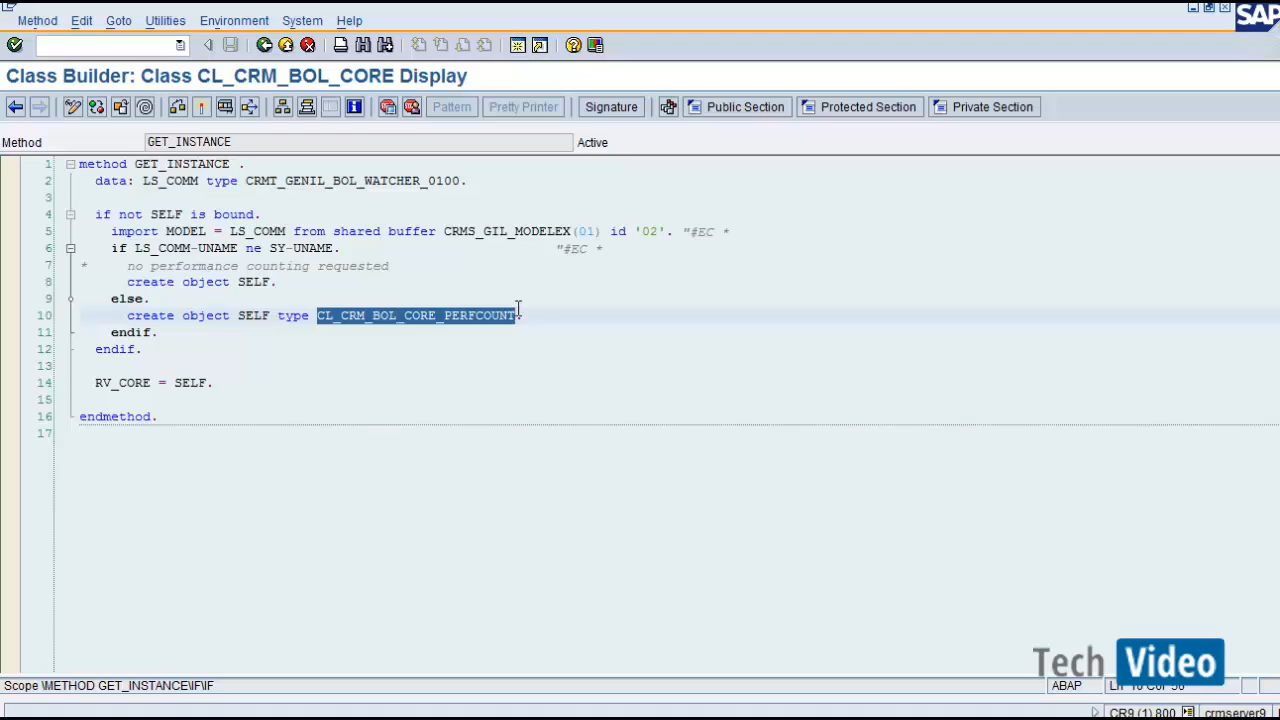 Method Edit Goto Utilities Environment System Help
SAP
Class Builder: Class CL_CRM_BOL_CORE Display
Pattern Pretty Printer Signature Public Section Protected Section Private Section
Method GET_INSTANCE Active
1 method GET_INSTANCE .
2 data: LS_COMM type CRMT_GENIL_BOL_WATCHER_0100.
3
4 if not SELF is bound.
5 import MODEL = LS_COMM from shared buffer CRMS_GIL_MODELEX(01) id '02'. "#EC *
6 if LS_COMM-UNAME ne SY-UNAME. "#EC *
7 * no performance counting requested
8 create object SELF.
9 else.
10 create object SELF type CL_CRM_BOL_CORE_PERFCOUNT.
11 endif.
12 endif.
13
14 RV_CORE = SELF.
15
16 endmethod.
17
Tech Video
Scope \METHOD GET_INSTANCE\IF\IF ABAP Ln 10 Col 50
CR9 (1) 800 crmserver9